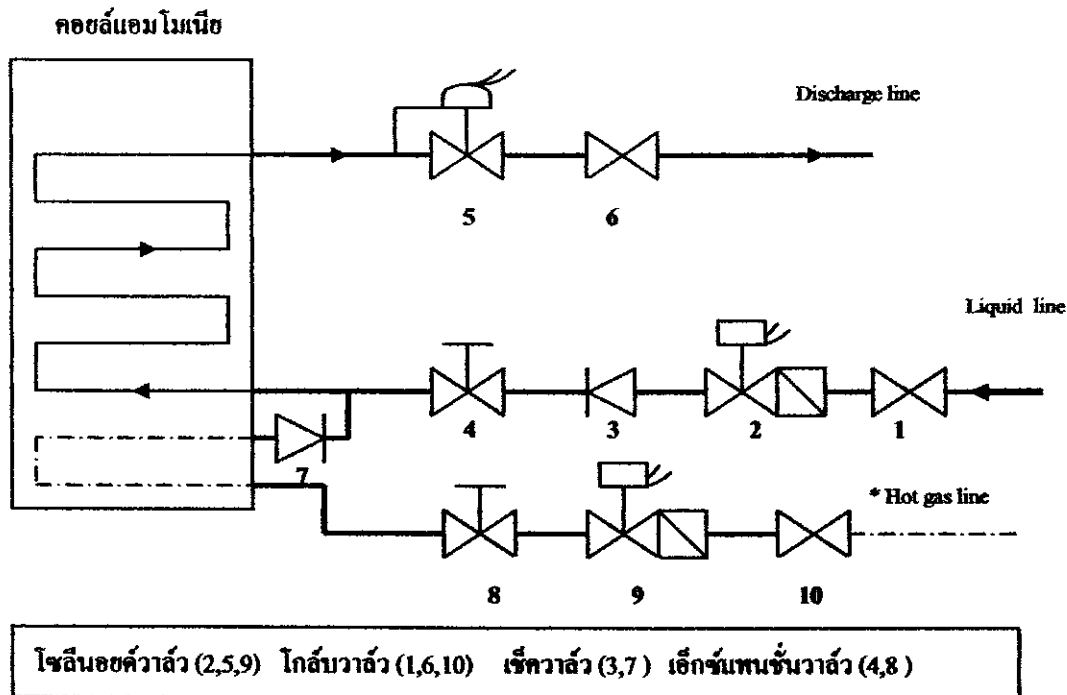 คอยล์แอมโมเนีย
Discharge line
5
6
Liquid line
4
3
2
1
7
* Hot gas line
8
9
10
โซลีนอยด์วาล์ว (2,5,9) โกล์บวาล์ว (1,6,10) เช็ควาล์ว (3,7 ) เอ็กซ์แพนชั่นวาล์ว (4,8 )